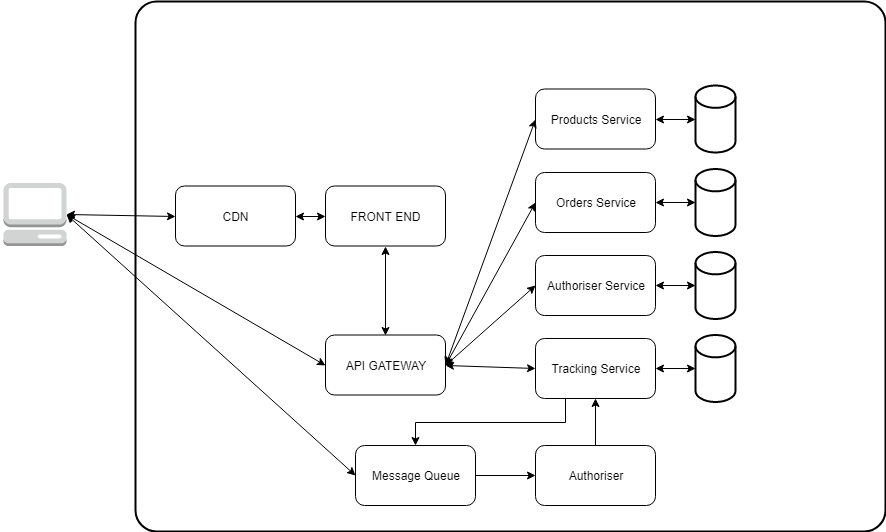 Products Service
Orders Service
CDN
FRONT END
Authoriser Service
API GATEWAY
Tracking Service
Message Queue
Authoriser